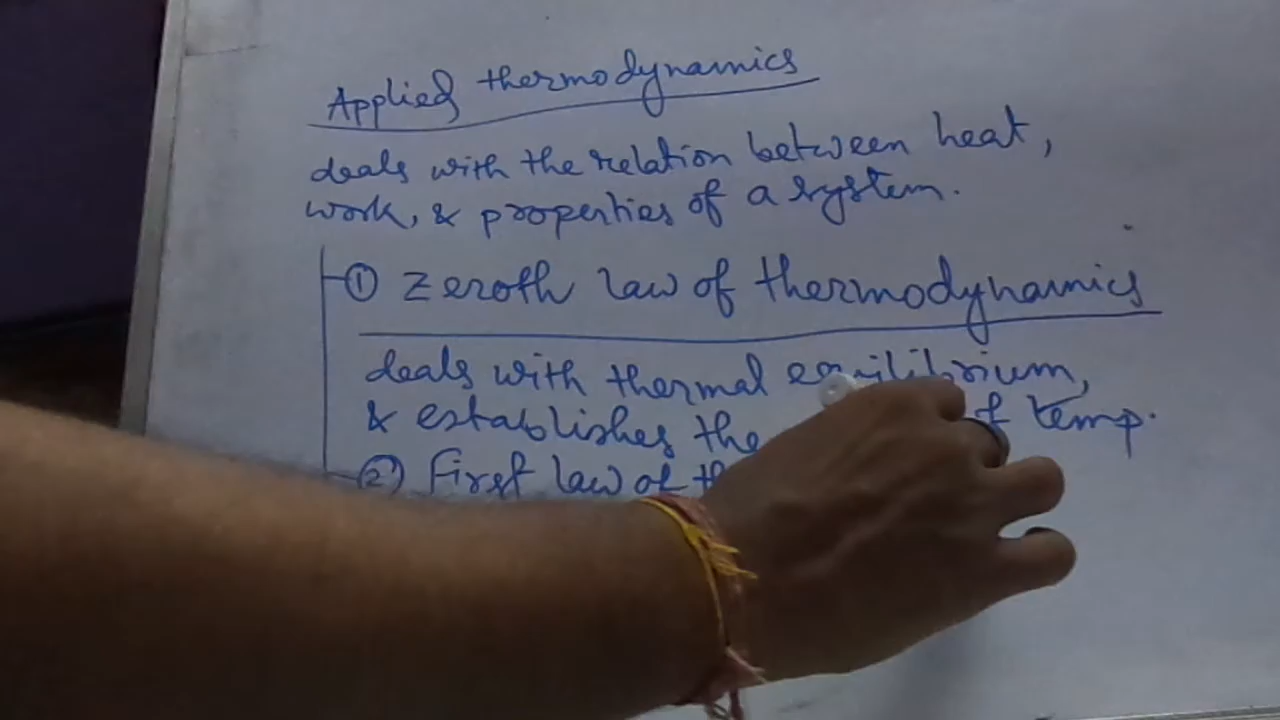 Applied thermodynamics
deals with the relation between heat,
work, & properties of a system.
① Zeroth law of thermodynamics
deals with thermal equilibrium,
& establishes the of temp.
② First law of